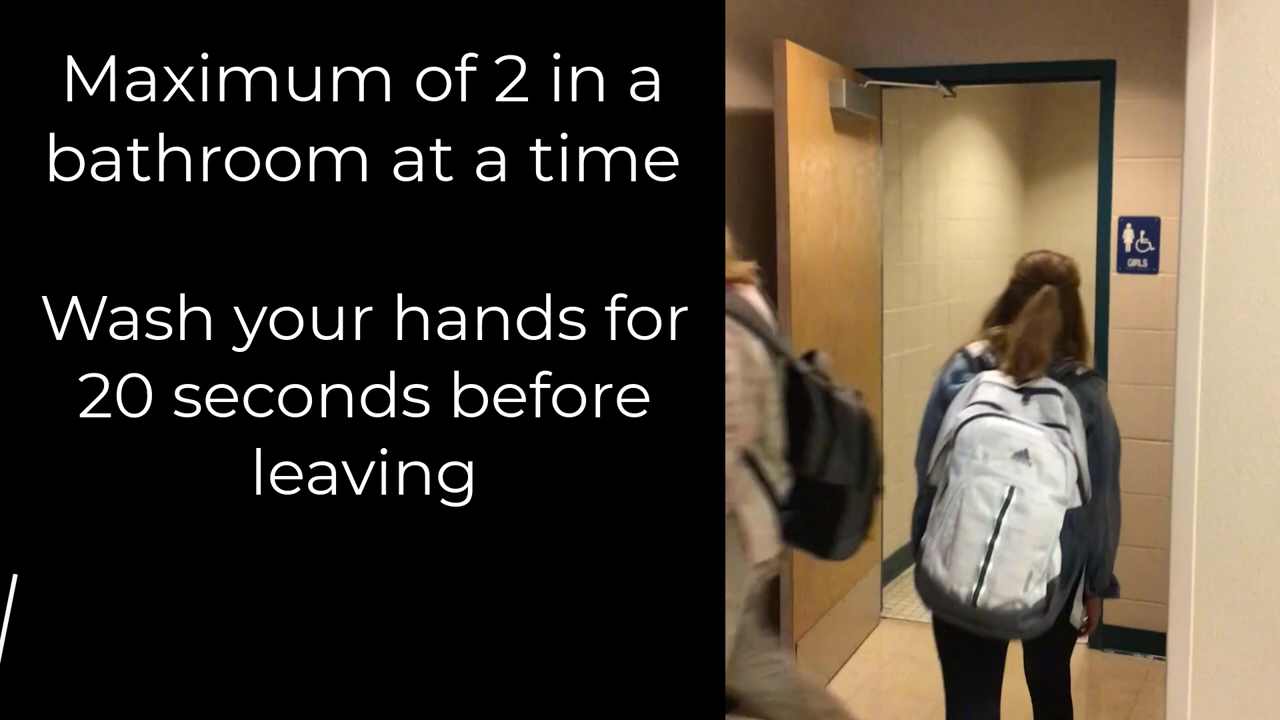 Maximum of 2 in a
bathroom at a time
Wash your hands for
20 seconds before
leaving
GIRLS